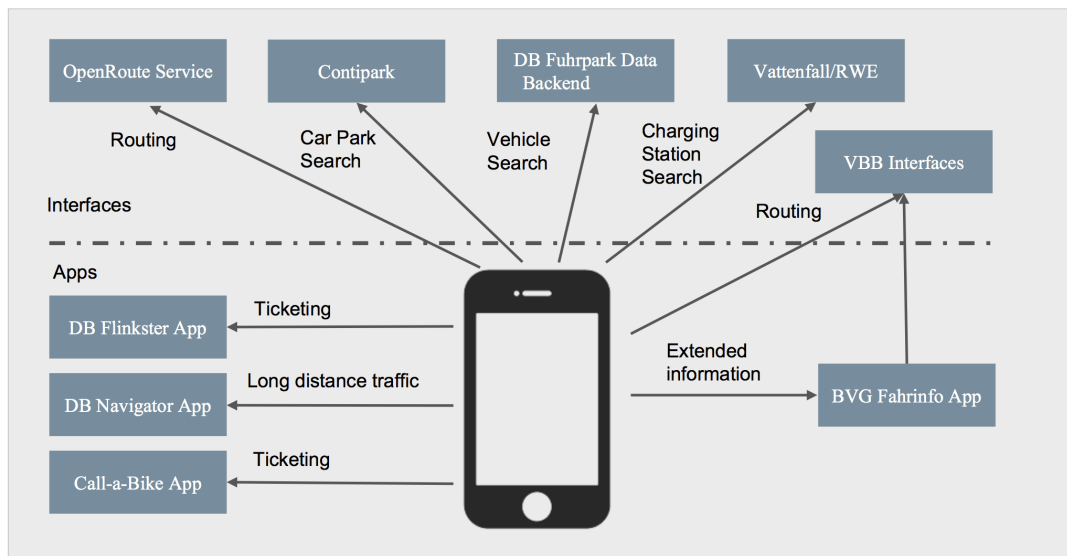 OpenRoute Service
Contipark
DB Fuhrpark Data
Backend
Vattenfall/RWE
Routing
Car Park
Search
Vehicle
Search
Charging
Station
Search
VBB Interfaces
Interfaces
Routing
Apps
DB Flinkster App
Ticketing
DB Navigator App
Long distance traffic
Extended
information
BVG Fahrinfo App
Call-a-Bike App
Ticketing